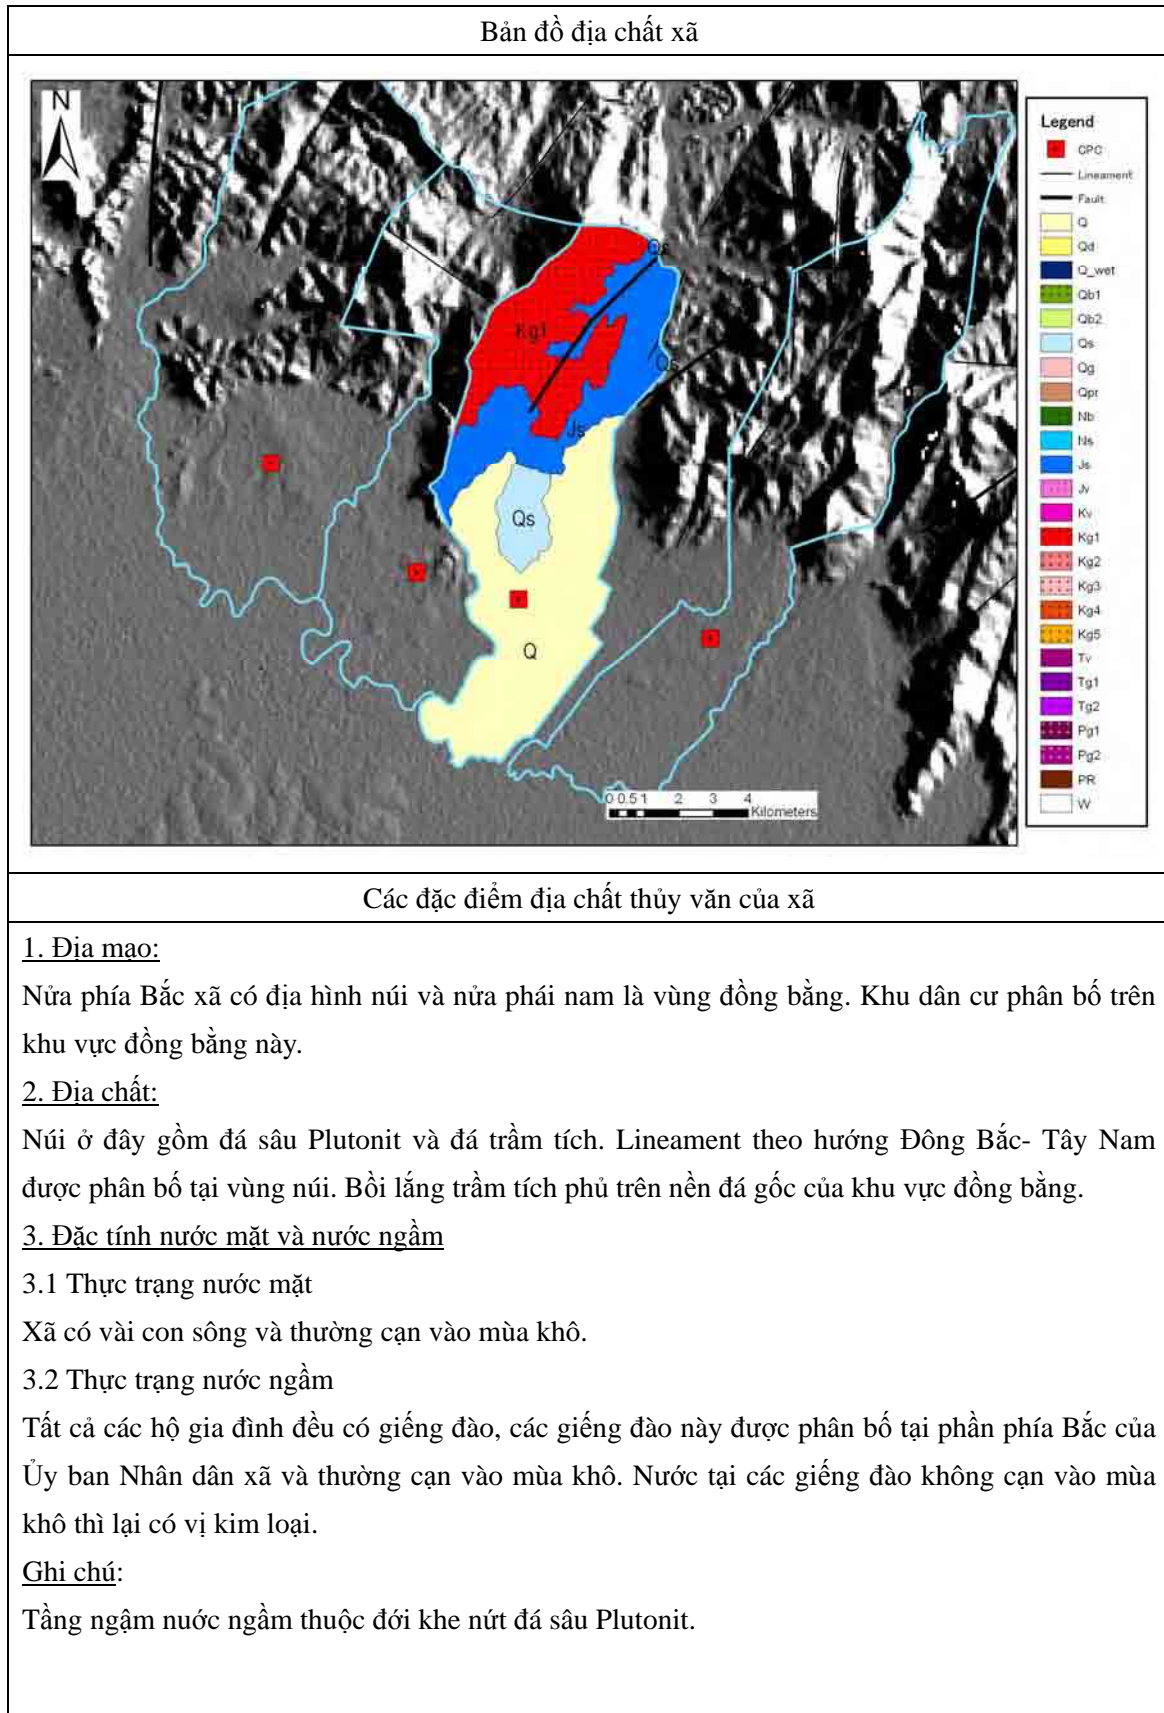 Bản đồ địa chất xã
N
Qs
Kg1
Qs
Js
Qs
Q
0 0.5 1 2 3 4
Kilometers
Legend
CPC
Lineament
Fault
Q
Qd
Q_wet
Qb1
Qb2
Qs
Qg
Qpr
Nb
Ns
Js
Jv
Kv
Kg1
Kg2
Kg3
Kg4
Kg5
Tv
Tg1
Tg2
Pg1
Pg2
PR
W
Các đặc điểm địa chất thủy văn của xã
1. Địa mạo:
Nửa phía Bắc xã có địa hình núi và nửa phái nam là vùng đồng bằng. Khu dân cư phân bố trên
khu vực đồng bằng này.
2. Địa chất:
Núi ở đây gồm đá sâu Plutonit và đá trầm tích. Lineament theo hướng Đông Bắc- Tây Nam
được phân bố tại vùng núi. Bồi lắng trầm tích phủ trên nền đá gốc của khu vực đồng bằng.
3. Đặc tính nước mặt và nước ngầm
3.1 Thực trạng nước mặt
Xã có vài con sông và thường cạn vào mùa khô.
3.2 Thực trạng nước ngầm
Tất cả các hộ gia đình đều có giếng đào, các giếng đào này được phân bố tại phần phía Bắc của
Ủy ban Nhân dân xã và thường cạn vào mùa khô. Nước tại các giếng đào không cạn vào mùa
khô thì lại có vị kim loại.
Ghi chú:
Tầng ngậm nuớc ngầm thuộc đới khe nứt đá sâu Plutonit.